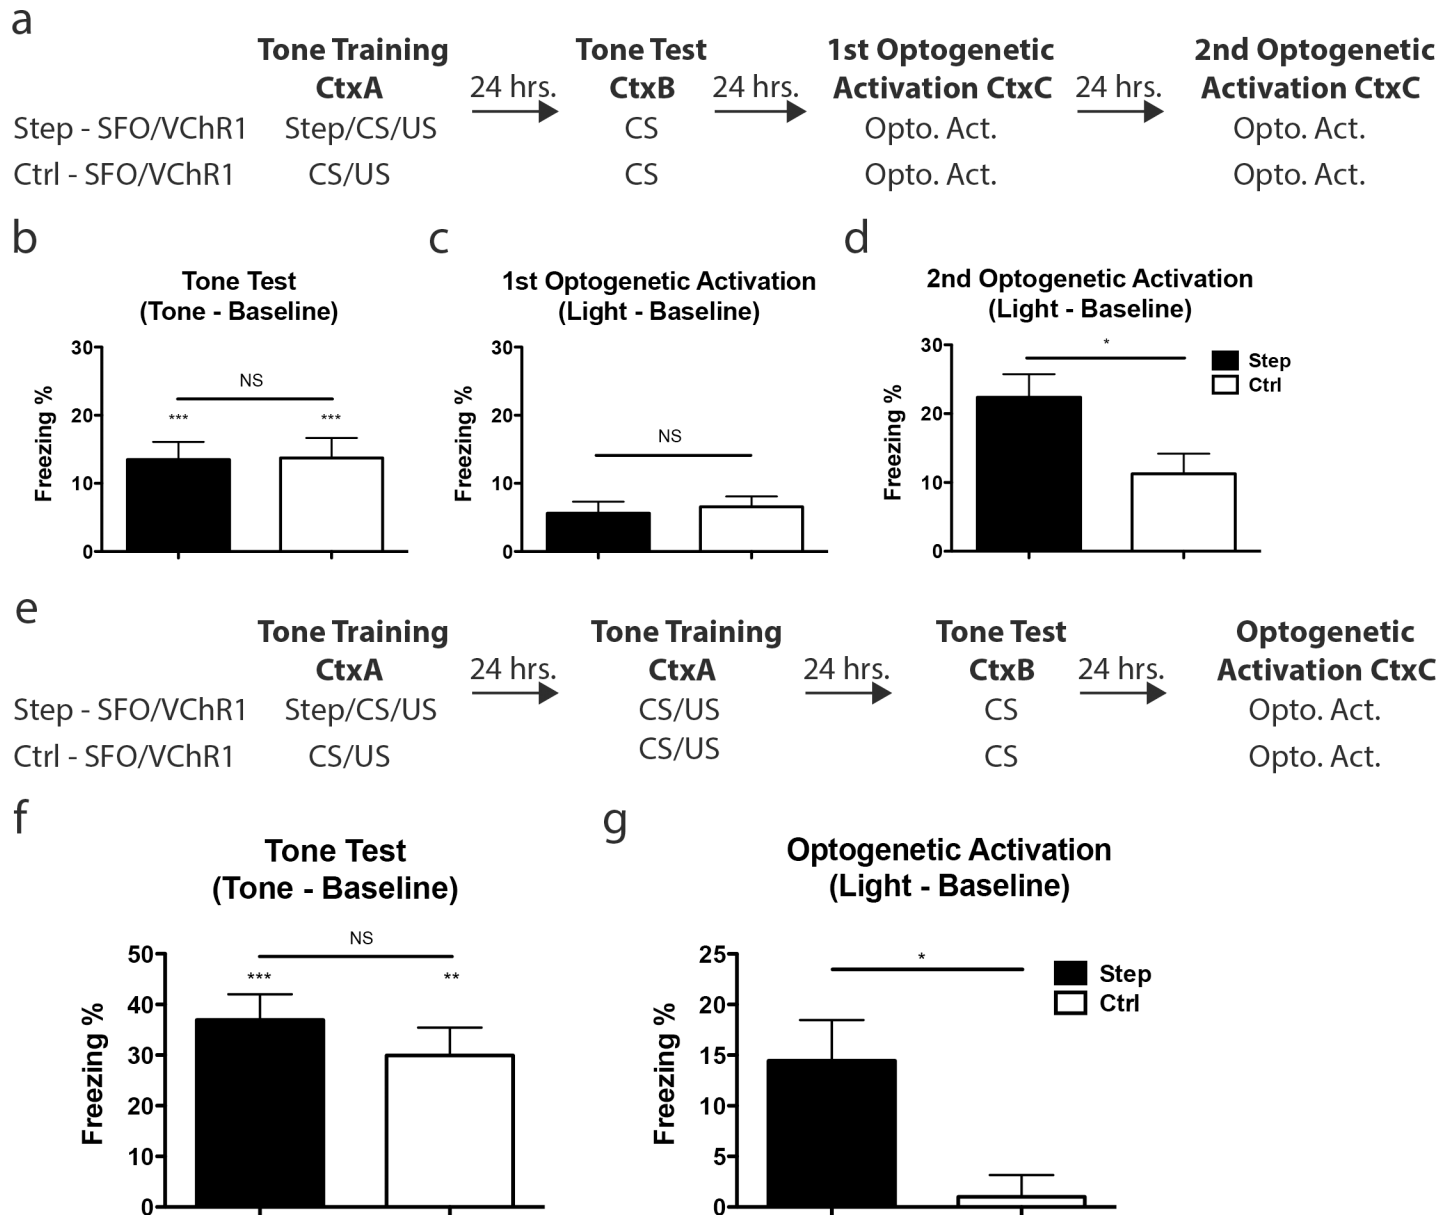 a
Tone Training
CtxA
24 hrs.
Tone Test
CtxB
24 hrs.
1st Optogenetic
Activation CtxC
24 hrs.
2nd Optogenetic
Activation CtxC
Step - SFO/VChR1 Step/CS/US CS Opto. Act. Opto. Act.
Ctrl - SFO/VChR1 CS/US CS Opto. Act. Opto. Act.
b
Tone Test
(Tone - Baseline)
Freezing %
30
20
10
0
NS
*** ***
c
1st Optogenetic Activation
(Light - Baseline)
Freezing %
30
20
10
0
NS
d
2nd Optogenetic Activation
(Light - Baseline)
Freezing %
30
20
10
0
*
Step
Ctrl
e
Tone Training
CtxA
24 hrs.
Tone Training
CtxA
24 hrs.
Tone Test
CtxB
24 hrs.
Optogenetic
Activation CtxC
Step - SFO/VChR1 Step/CS/US CS/US CS Opto. Act.
Ctrl - SFO/VChR1 CS/US CS/US CS Opto. Act.
f
Tone Test
(Tone - Baseline)
Freezing %
50
40
30
20
10
0
NS
*** **
g
Optogenetic Activation
(Light - Baseline)
Freezing %
25
20
15
10
5
0
*
Step
Ctrl